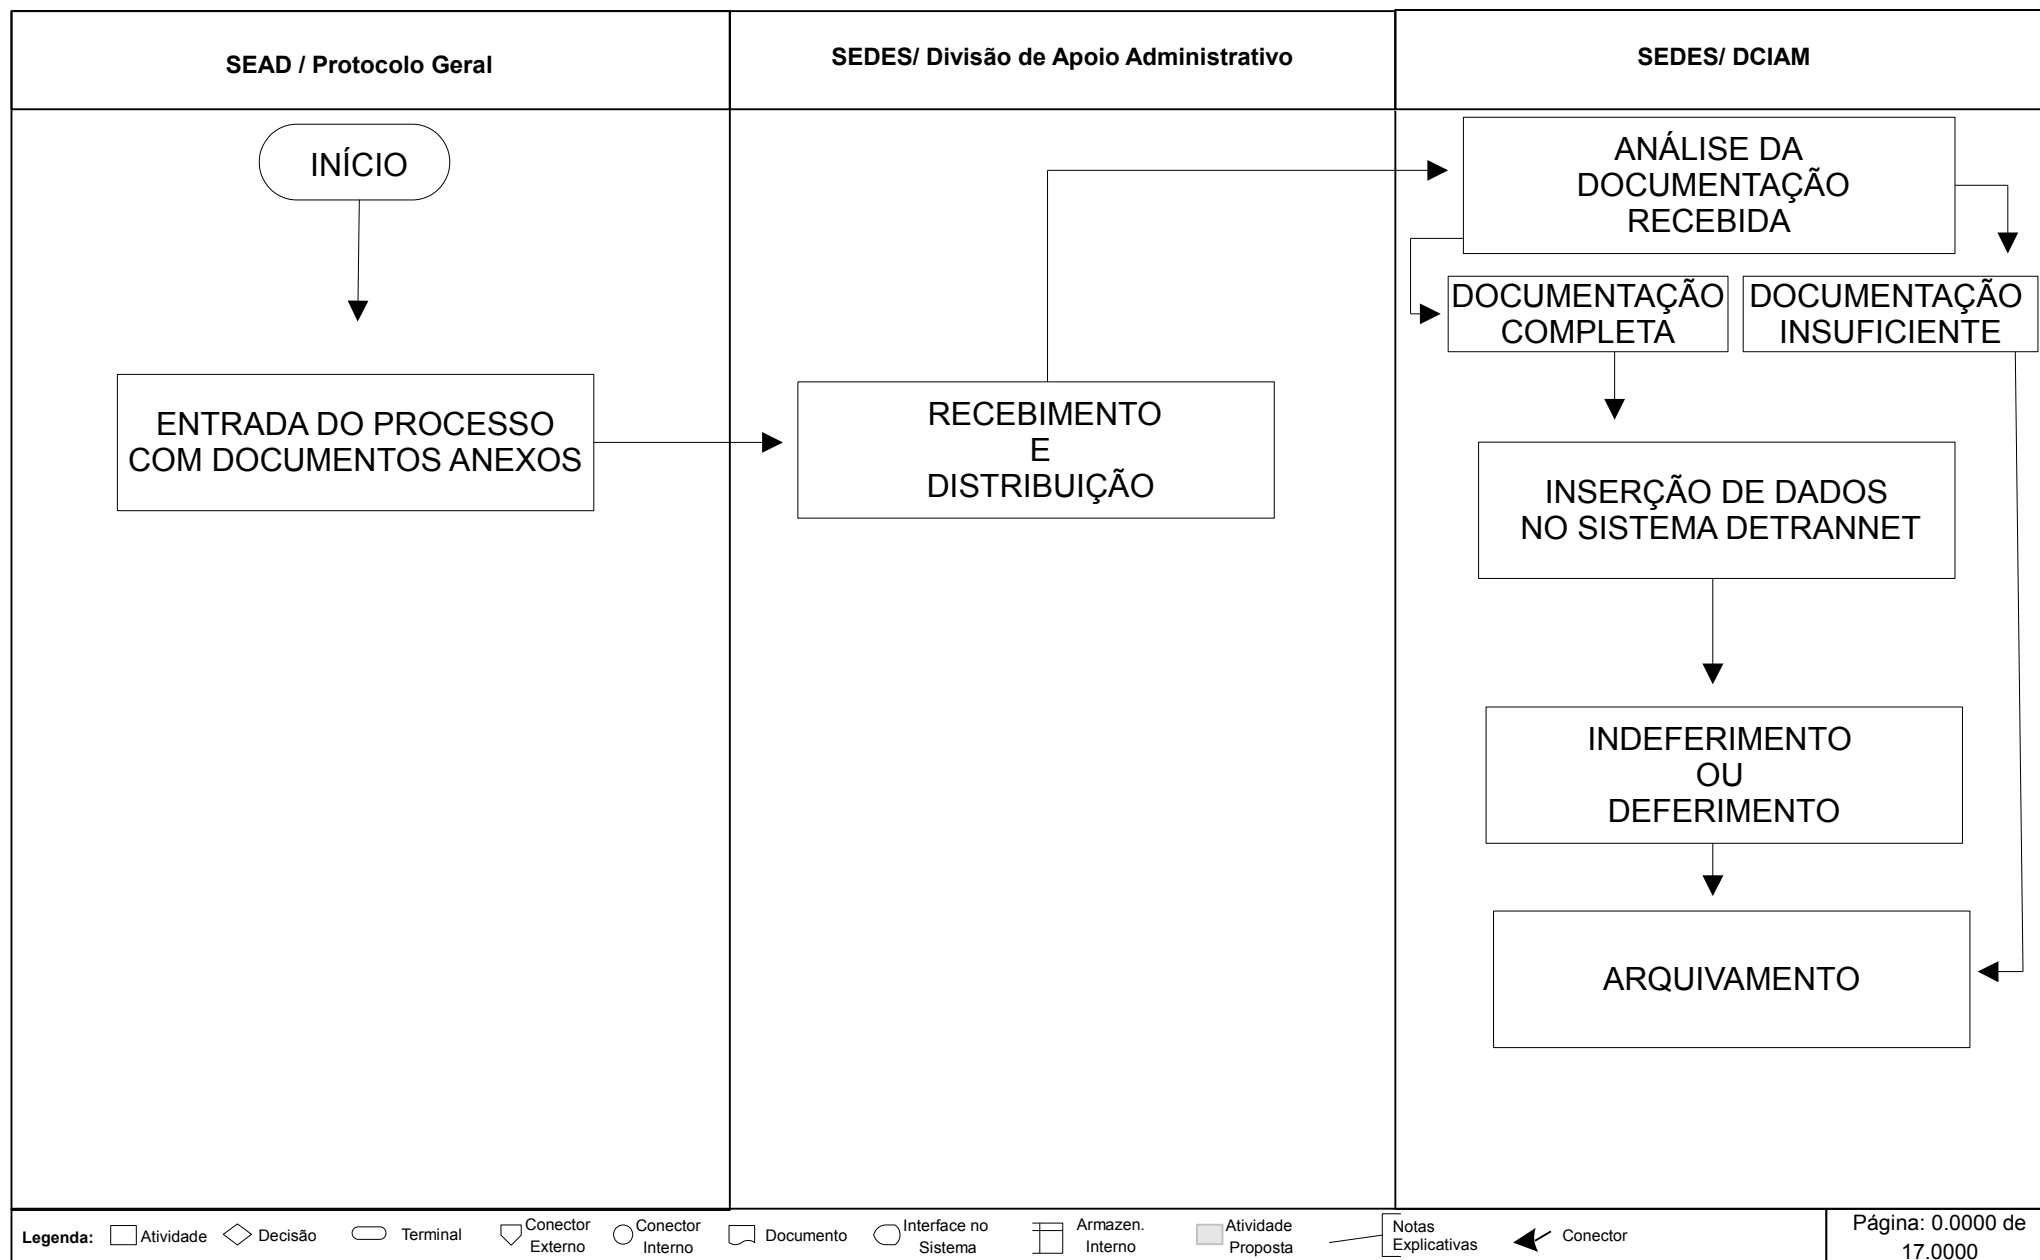 SEAD / Protocolo Geral
SEDES/ Divisão de Apoio Administrativo
SEDES/ DCIAM
INÍCIO
ENTRADA DO PROCESSO
COM DOCUMENTOS ANEXOS
RECEBIMENTO
E
DISTRIBUIÇÃO
ANÁLISE DA
DOCUMENTAÇÃO
RECEBIDA
DOCUMENTAÇÃO
COMPLETA
DOCUMENTAÇÃO
INSUFICIENTE
INSERÇÃO DE DADOS
NO SISTEMA DETRANNET
INDEFERIMENTO
OU
DEFERIMENTO
ARQUIVAMENTO
Legenda:
Atividade
Decisão
Terminal
Conector
Externo
Conector
Interno
Documento
Interface no
Sistema
Armazen.
Interno
Atividade
Proposta
Notas
Explicativas
Conector
Página: 0.0000 de
17.0000